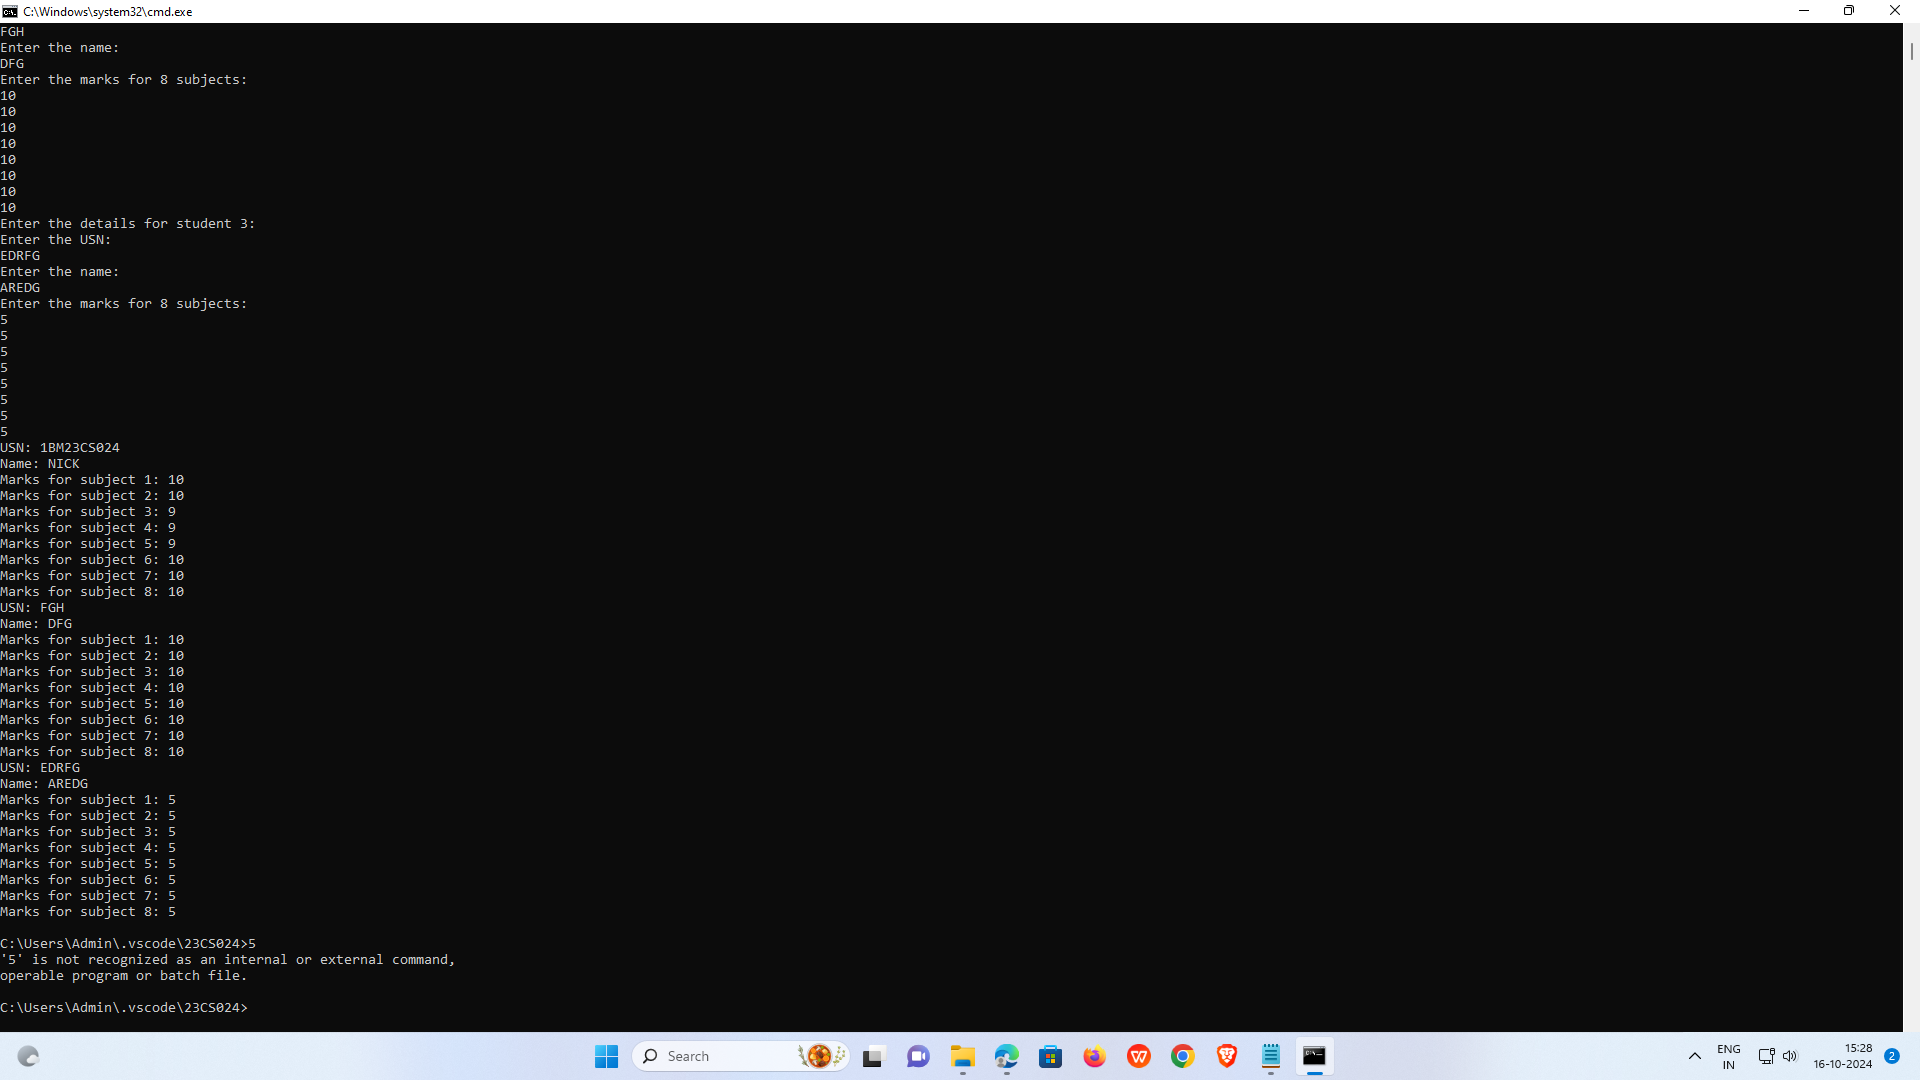 C:\Windows\system32\cmd.exe
FGH
Enter the name:
DFG
Enter the marks for 8 subjects:
10
10
10
10
10
10
10
10
Enter the details for student 3:
Enter the USN:
EDRFG
Enter the name:
AREDG
Enter the marks for 8 subjects:
5
5
5
5
5
5
5
5
USN: 1BM23CS024
Name: NICK
Marks for subject 1: 10
Marks for subject 2: 10
Marks for subject 3: 9
Marks for subject 4: 9
Marks for subject 5: 9
Marks for subject 6: 10
Marks for subject 7: 10
Marks for subject 8: 10
USN: FGH
Name: DFG
Marks for subject 1: 10
Marks for subject 2: 10
Marks for subject 3: 10
Marks for subject 4: 10
Marks for subject 5: 10
Marks for subject 6: 10
Marks for subject 7: 10
Marks for subject 8: 10
USN: EDRFG
Name: AREDG
Marks for subject 1: 5
Marks for subject 2: 5
Marks for subject 3: 5
Marks for subject 4: 5
Marks for subject 5: 5
Marks for subject 6: 5
Marks for subject 7: 5
Marks for subject 8: 5
C:\Users\Admin\.vscode\23CS024>5
'5' is not recognized as an internal or external command,
operable program or batch file.
C:\Users\Admin\.vscode\23CS024>
Search
ENG
IN
15:28
16-10-2024
2